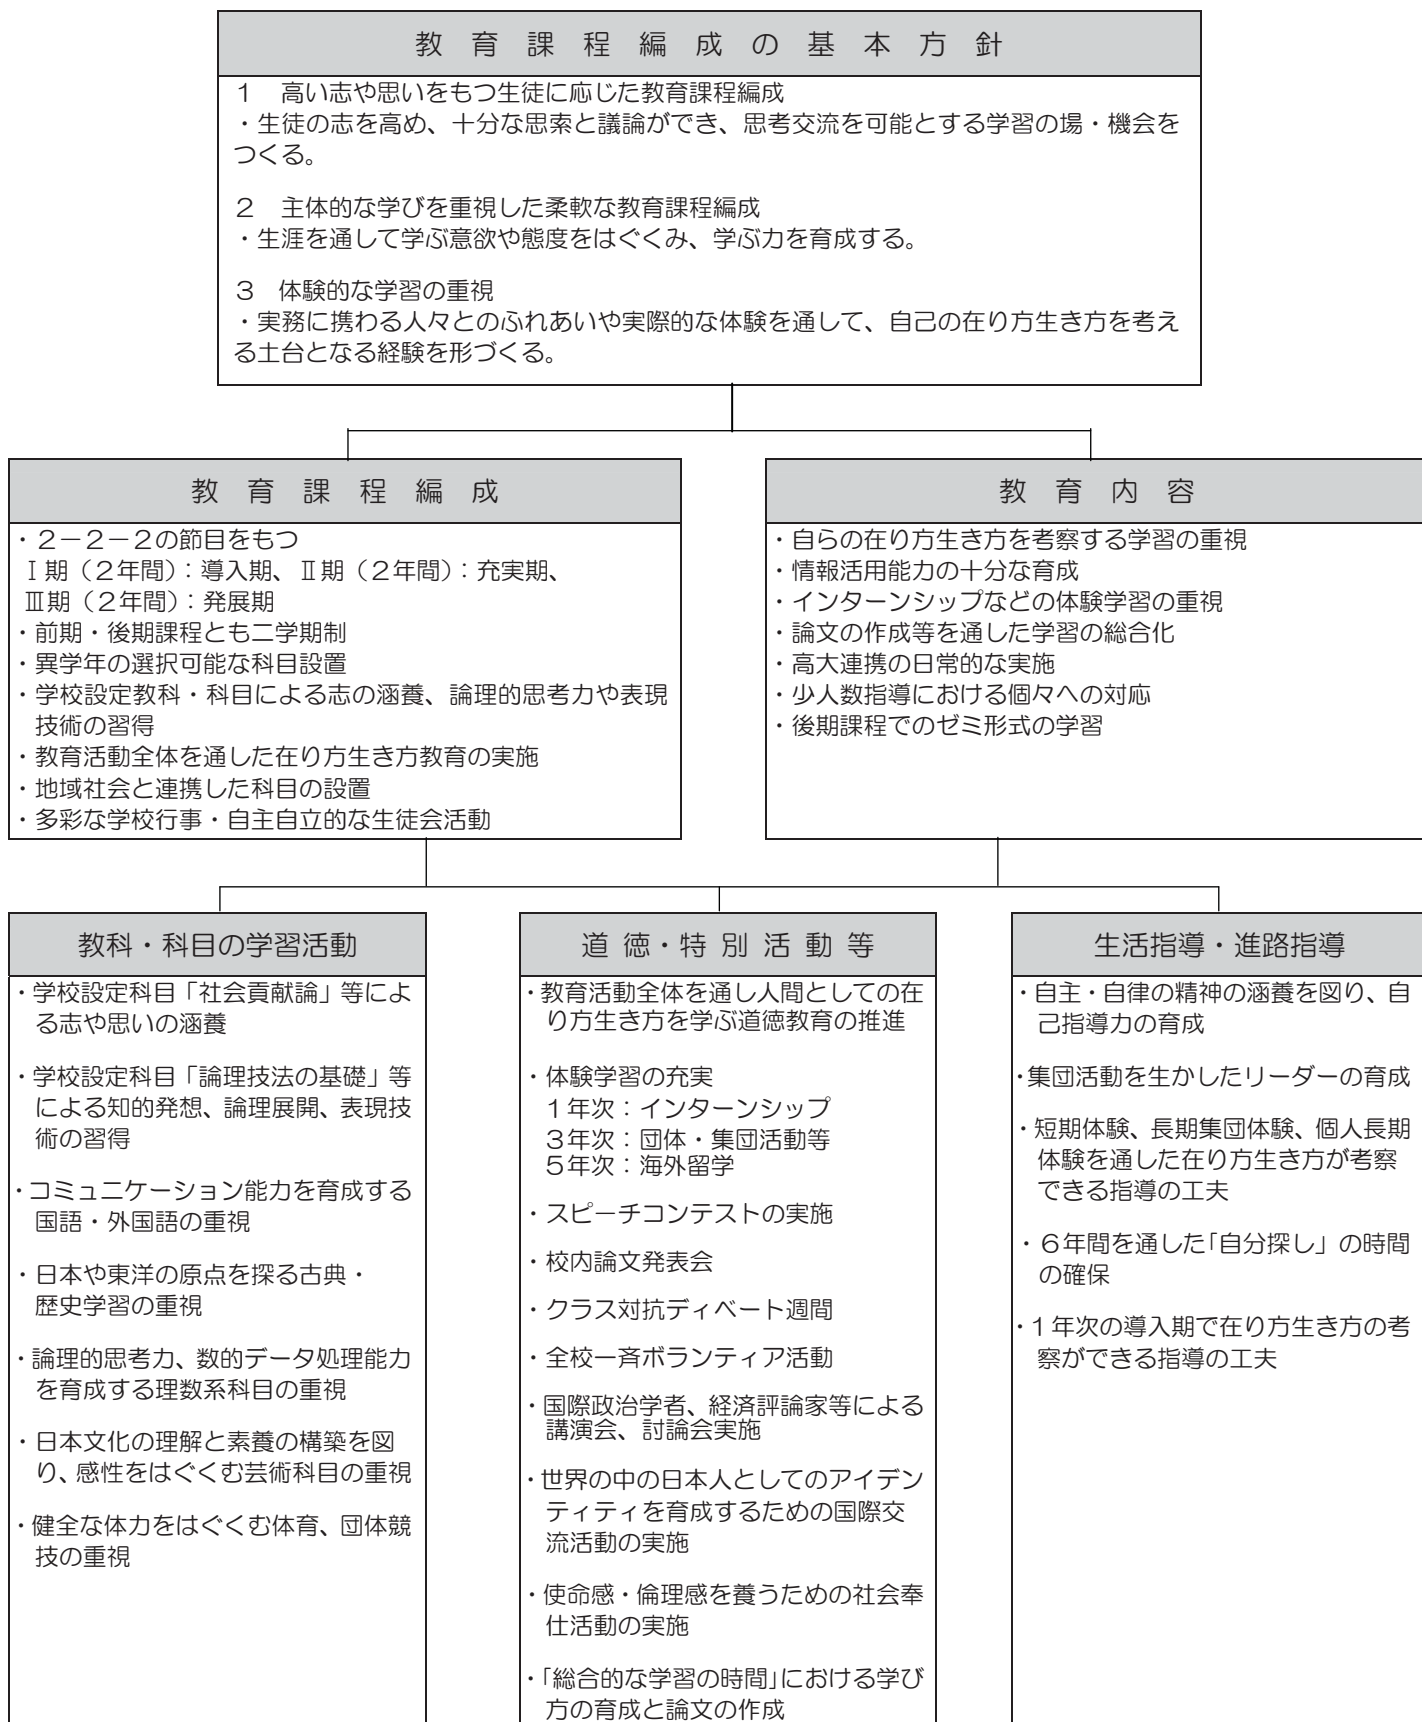 教育課程編成の基本方針
１　高い志や思いをもつ生徒に応じた教育課程編成
・生徒の志を高め、十分な思索と議論ができ、思考交流を可能とする学習の場・機会を
つくる。
２　主体的な学びを重視した柔軟な教育課程編成
・生涯を通して学ぶ意欲や態度をはぐくみ、学ぶ力を育成する。
３　体験的な学習の重視
・実務に携わる人々とのふれあいや実際的な体験を通して、自己の在り方生き方を考え
る土台となる経験を形づくる。
教育課程編成
・２－２－２の節目をもつ
Ⅰ期（２年間）：導入期、Ⅱ期（２年間）：充実期、
Ⅲ期（２年間）：発展期
・前期・後期課程とも二学期制
・異学年の選択可能な科目設置
・学校設定教科・科目による志の涵養、論理的思考力や表現
技術の習得
・教育活動全体を通した在り方生き方教育の実施
・地域社会と連携した科目の設置
・多彩な学校行事・自主自立的な生徒会活動
教育内容
・自らの在り方生き方を考察する学習の重視
・情報活用能力の十分な育成
・インターンシップなどの体験学習の重視
・論文の作成等を通した学習の総合化
・高大連携の日常的な実施
・少人数指導における個々への対応
・後期課程でのゼミ形式の学習
教科・科目の学習活動
・学校設定科目「社会貢献論」等によ
る志や思いの涵養
・学校設定科目「論理技法の基礎」等
による知的発想、論理展開、表現技
術の習得
・コミュニケーション能力を育成する
国語・外国語の重視
・日本や東洋の原点を探る古典・
歴史学習の重視
・論理的思考力、数的データ処理能力
を育成する理数系科目の重視
・日本文化の理解と素養の構築を図
り、感性をはぐくむ芸術科目の重視
・健全な体力をはぐくむ体育、団体競
技の重視
道徳・特別活動等
・教育活動全体を通し人間としての在
り方生き方を学ぶ道徳教育の推進
・体験学習の充実
１年次：インターンシップ
３年次：団体・集団活動等
５年次：海外留学
・スピーチコンテストの実施
・校内論文発表会
・クラス対抗ディベート週間
・全校一斉ボランティア活動
・国際政治学者、経済評論家等による
講演会、討論会実施
・世界の中の日本人としてのアイデン
ティティを育成するための国際交
流活動の実施
・使命感・倫理感を養うための社会奉
仕活動の実施
・「総合的な学習の時間」における学び
方の育成と論文の作成
生活指導・進路指導
・自主・自律の精神の涵養を図り、自
己指導力の育成
・集団活動を生かしたリーダーの育成
・短期体験、長期集団体験、個人長期
体験を通した在り方生き方が考察
できる指導の工夫
・６年間を通した「自分探し」の時間
の確保
・１年次の導入期で在り方生き方の考
察ができる指導の工夫